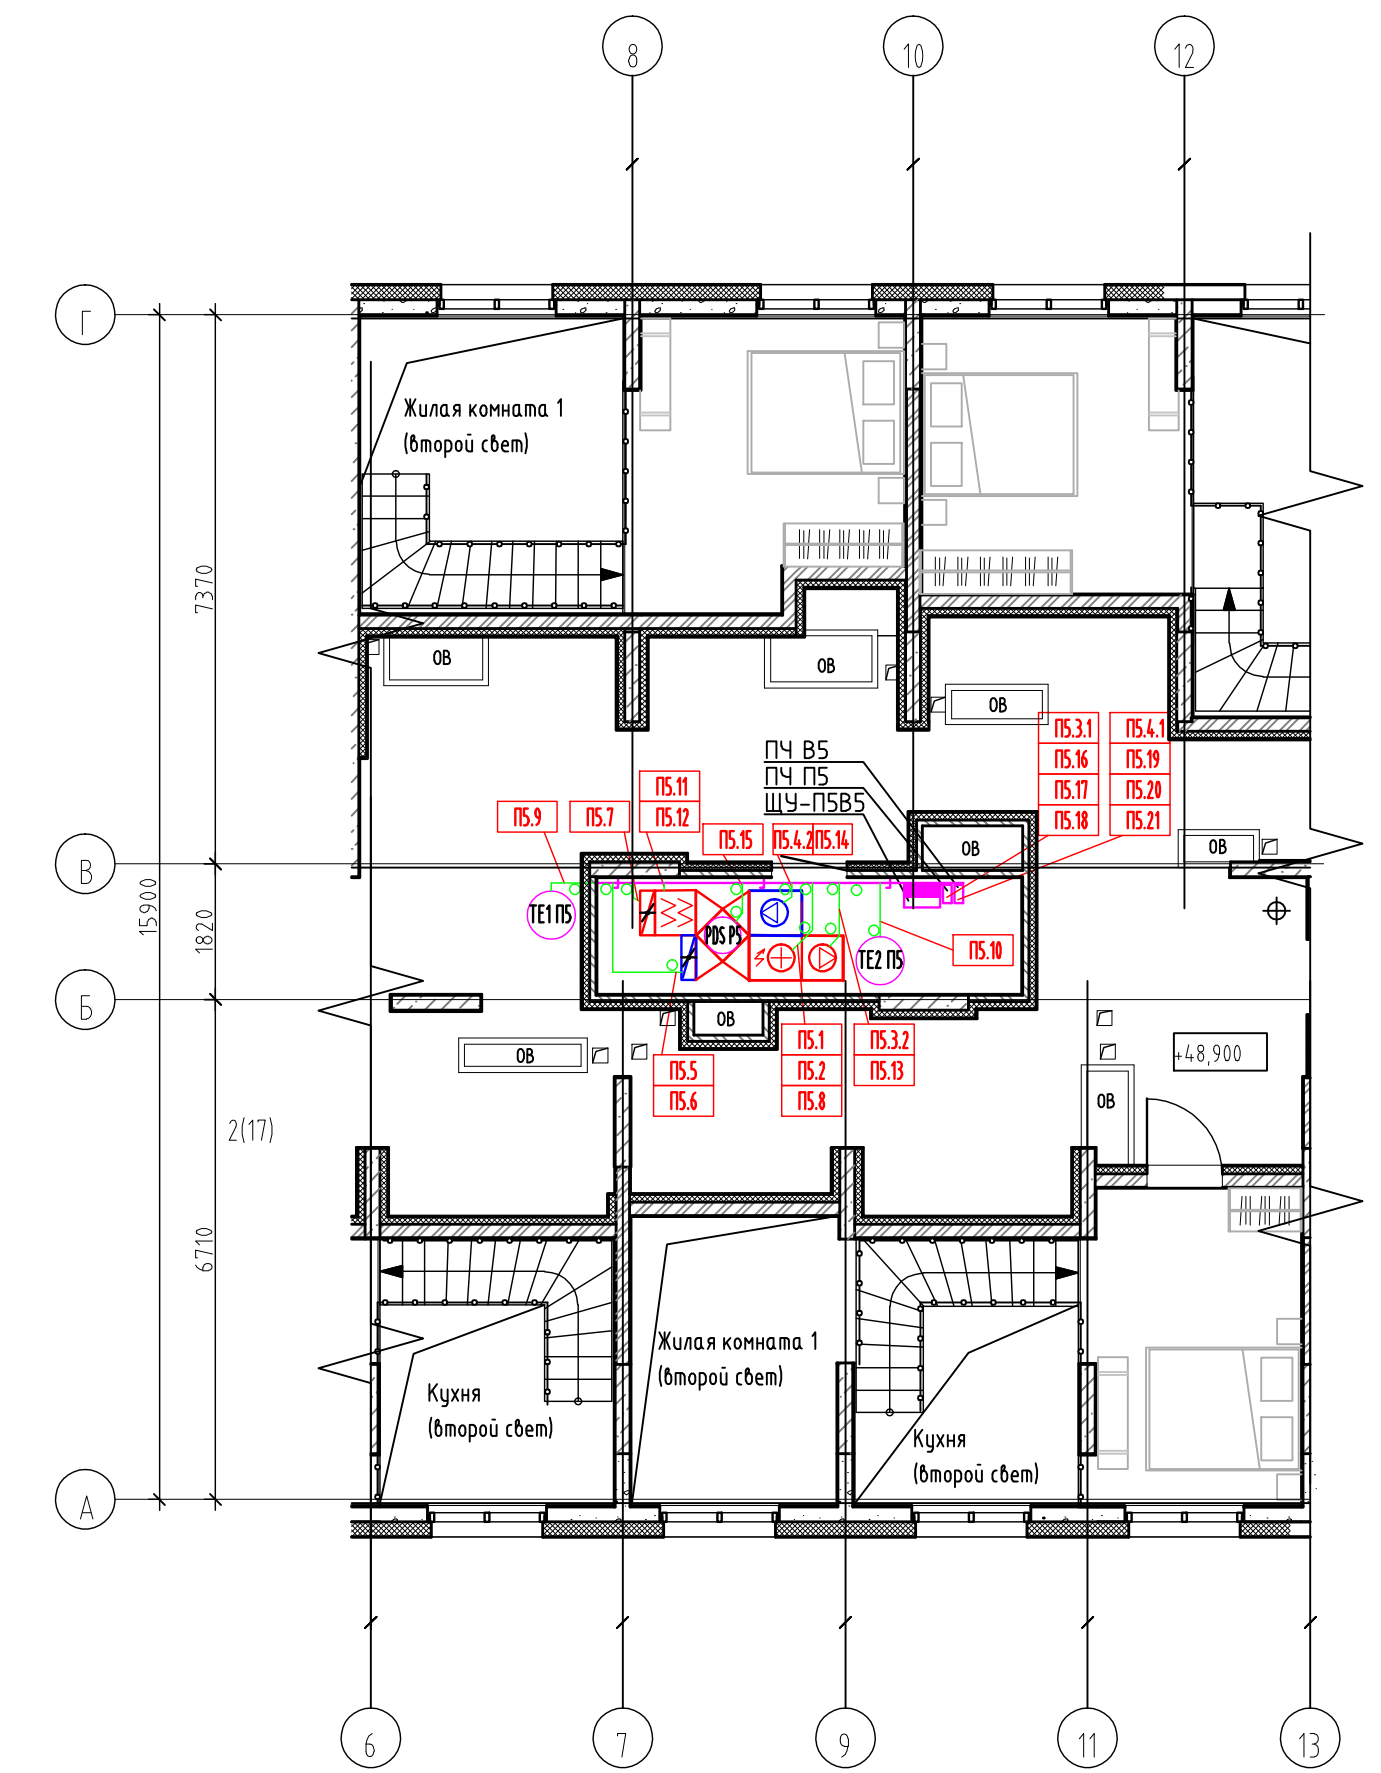 8
10
12
Г
Жилая комната 1
(второй свет)
7370
ОВ
ОВ
ОВ
П5.3.1
П5.4.1
ПЧ В5
П5.16
П5.19
ПЧ П5
П5.11
П5.17
П5.20
ЩУ-П5В5
П5.9
П5.7
П5.12
П5.18
П5.21
П5.15
П5.4.2
П5.14
ОВ
ОВ
В
15900
1820
ТЕ1 П5
PDS P5
ТЕ2 П5
П5.10
Б
ОВ
ОВ
П5.1
П5.3.2
+48,900
П5.5
П5.2
П5.13
П5.6
П5.8
ОВ
2(17)
6710
Жилая комната 1
(второй свет)
Кухня
(второй свет)
Кухня
(второй свет)
А
6
7
9
11
13